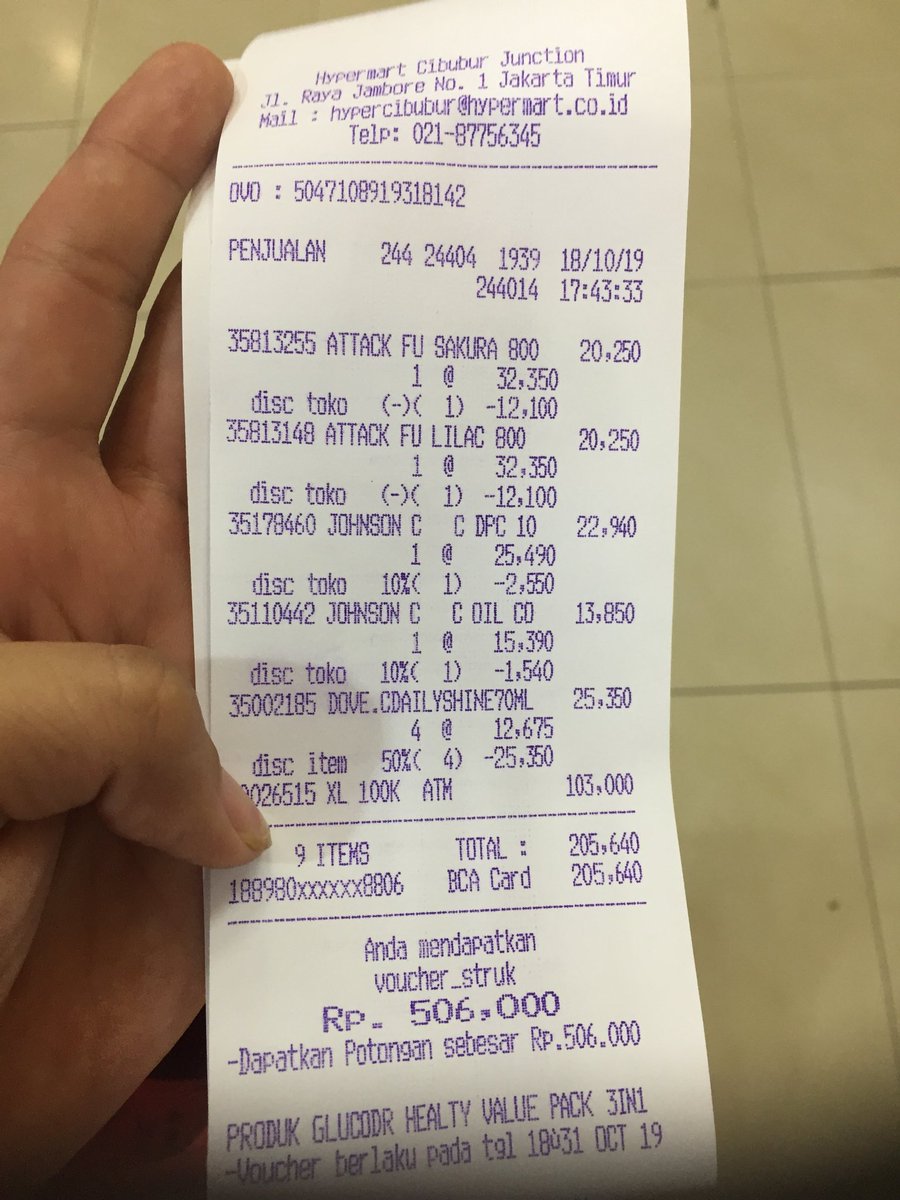 Hypermart Cibubur Junction
Jl. Raya Jambore No. 1 Jakarta Timur
Mail : hypercibubur@hypermart.co.id
Telp: 021-87756345
OVO : 5047108919318142
PENJUALAN 244 24404 1939 18/10/19
244014 17:43:33
35813255 ATTACK FU SAKURA 800 20,250
1 @ 32,350
disc toko (-)( 1) -12,100
35813148 ATTACK FU LILAC 800 20,250
1 @ 32,350
disc toko (-)( 1) -12,100
35178460 JOHNSON C C DPC 10 22,940
1 @ 25,490
disc toko 10%( 1) -2,550
35110442 JOHNSON C C OIL CO 13,850
1 @ 15,390
disc toko 10%( 1) -1,540
35002185 DOVE.CDAILYSHINE70ML 25,350
4 @ 12,675
disc item 50%( 4) -25,350
026515 XL 100K ATM 103,000
9 ITEMS TOTAL : 205,640
188980xxxxxx8806 BCA Card 205,640
Anda mendapatkan
voucher_struk
Rp. 506,000
-Dapatkan Potongan sebesar Rp.506.000
PRODUK GLUCODR HEALTY VALUE PACK 3IN1
-Voucher berlaku pada tgl 18ò31 OCT 19